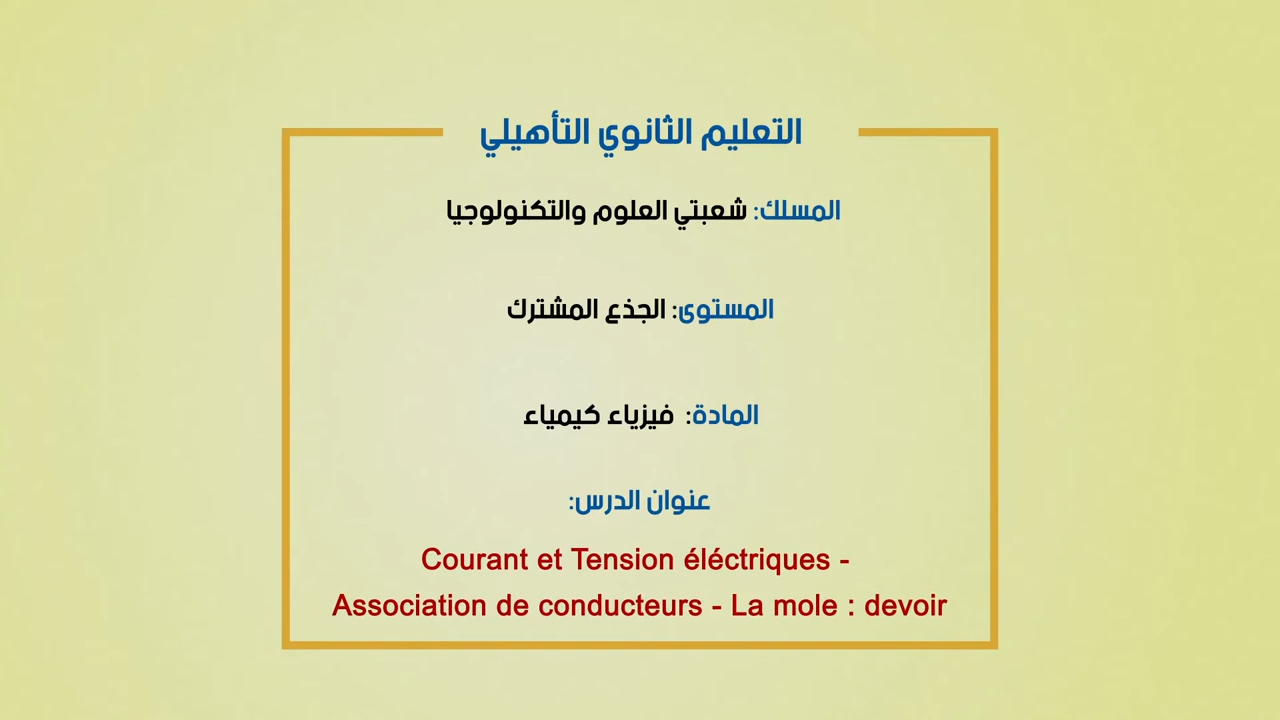 التعليم الثانوي التأهيلي
المسلك: شعبتي العلوم والتكنولوجيا
المستوى: الجذع المشترك
المادة: فيزياء كيمياء
عنوان الدرس:
Courant et Tension éléctriques -
Association de conducteurs - La mole : devoir